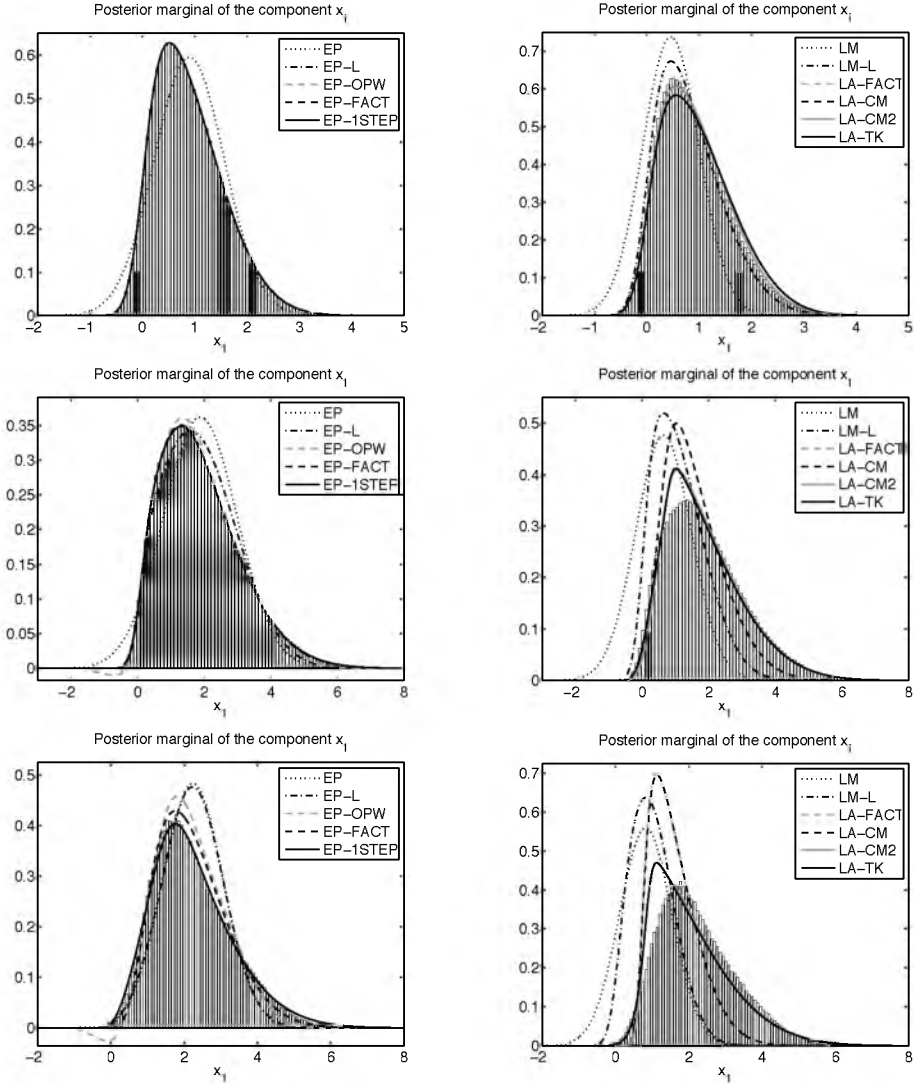 Posterior marginal of the component xi
0.6
0.5
0.4
0.3
0.2
0.1
0
-2 -1 0 1 2 3 4 5
x1
EP
EP-L
EP-OPW
EP-FACT
EP-1STEP
Posterior marginal of the component xi
0.7
0.6
0.5
0.4
0.3
0.2
0.1
0
-2 -1 0 1 2 3 4 5
x1
LM
LM-L
LA-FACT
LA-CM
LA-CM2
LA-TK
Posterior marginal of the component x1
0.35
0.3
0.25
0.2
0.15
0.1
0.05
0
-2 0 2 4 6 8
x1
EP
EP-L
EP-OPW
EP-FACT
EP-1STEP
Posterior marginal of the component x1
0.5
0.4
0.3
0.2
0.1
0
-2 0 2 4 6 8
x1
LM
LM-L
LA-FACT
LA-CM
LA-CM2
LA-TK
Posterior marginal of the component x1
0.5
0.4
0.3
0.2
0.1
0
-2 0 2 4 6 8
x1
EP
EP-L
EP-OPW
EP-FACT
EP-1STEP
Posterior marginal of the component xi
0.7
0.6
0.5
0.4
0.3
0.2
0.1
0
-2 0 2 4 6 8
x1
LM
LM-L
LA-FACT
LA-CM
LA-CM2
LA-TK